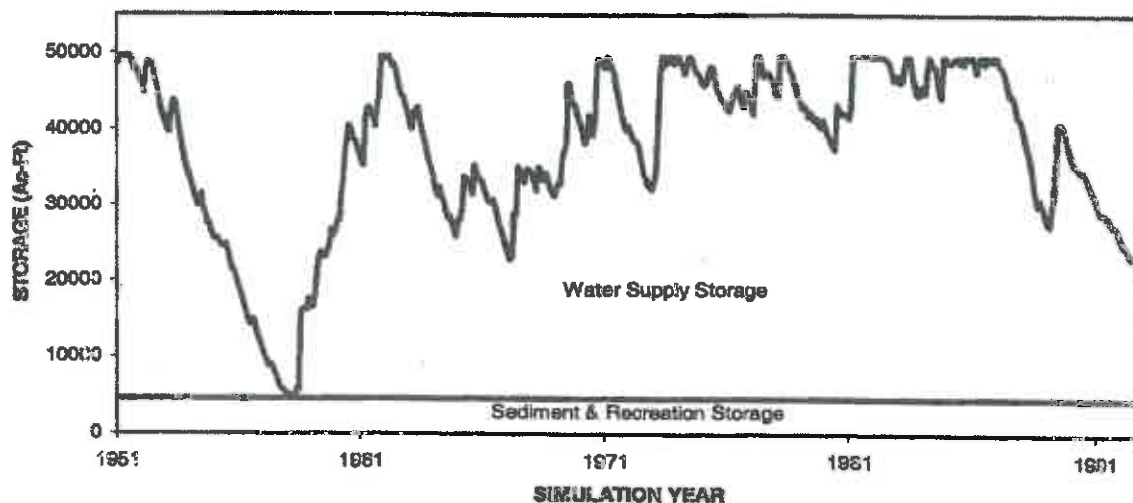 STORAGE (Ac-Ft)
50000
40000
30000
20000
10000
0
Water Supply Storage
Sediment & Recreation Storage
1951
1961
1971
1981
1991
SIMULATION YEAR